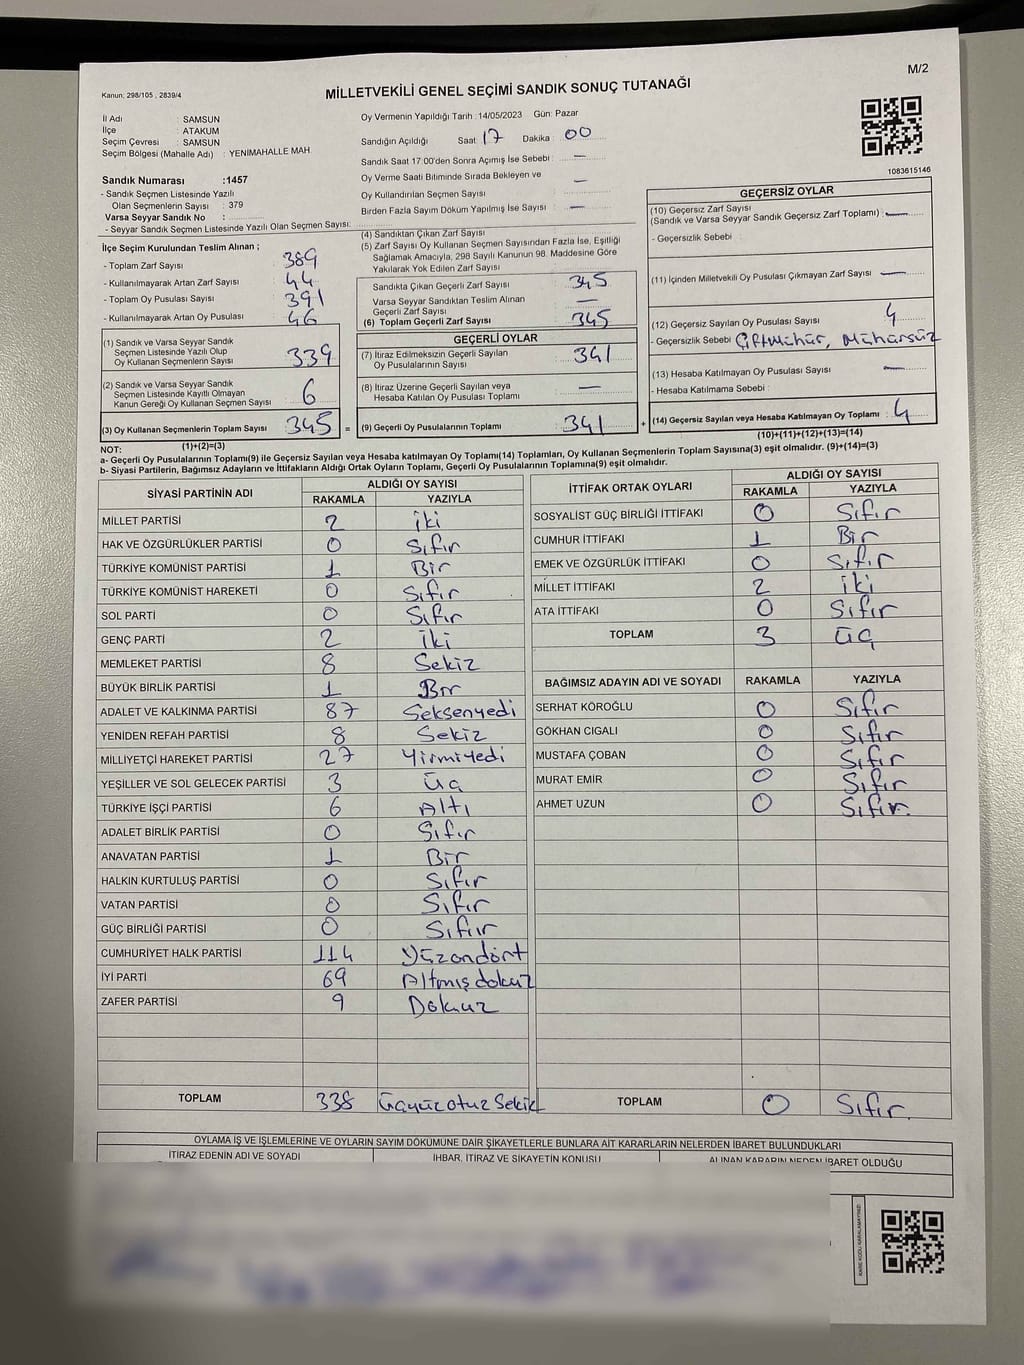 M/2
Kanun: 298/105 , 2839/4
MİLLETVEKİLİ GENEL SEÇİMİ SANDIK SONUÇ TUTANAĞI
İl Adı : SAMSUN
İlçe : ATAKUM
Seçim Çevresi : SAMSUN
Seçim Bölgesi (Mahalle Adı) : YENIMAHALLE MAH.
Sandık Numarası :1457
- Sandık Seçmen Listesinde Yazılı
Olan Seçmenlerin Sayısı : 379
Varsa Seyyar Sandık No :
- Seyyar Sandık Seçmen Listesinde Yazılı Olan Seçmen Sayısı:
Oy Vermenin Yapıldığı Tarih : 14/05/2023 Gün: Pazar
Sandığın Açıldığı Saat 17 Dakika : 00
Sandık Saat 17:00'den Sonra Açımış İse Sebebi : —
Oy Verme Saati Bitiminde Sırada Bekleyen ve
Oy Kullandırılan Seçmen Sayısı : —
Birden Fazla Sayım Döküm Yapılmış İse Sayısı : —
1083615146
İlçe Seçim Kurulundan Teslim Alınan ;
- Toplam Zarf Sayısı : 389
- Kullanılmayarak Artan Zarf Sayısı : 44
- Toplam Oy Pusulası Sayısı : 391
- Kullanılmayarak Artan Oy Pusulası : 46
(1) Sandık ve Varsa Seyyar Sandık
Seçmen Listesinde Yazılı Olup
Oy Kullanan Seçmenlerin Sayısı : 339
(2) Sandık ve Varsa Seyyar Sandık
Seçmen Listesinde Kayıtlı Olmayan
Kanun Gereği Oy Kullanan Seçmen Sayısı : 6
(3) Oy Kullanan Seçmenlerin Toplam Sayısı : 345 =
(4) Sandıktan Çıkan Zarf Sayısı :
(5) Zarf Sayısı Oy Kullanan Seçmen Sayısından Fazla İse, Eşitliği
Sağlamak Amacıyla, 298 Sayılı Kanunun 98. Maddesine Göre
Yakılarak Yok Edilen Zarf Sayısı :
Sandıkta Çıkan Geçerli Zarf Sayısı : 345
Varsa Seyyar Sandıktan Teslim Alınan
Geçerli Zarf Sayısı : —
(6) Toplam Geçerli Zarf Sayısı : 345
GEÇERLİ OYLAR
(7) İtiraz Edilmeksizin Geçerli Sayılan
Oy Pusulalarının Sayısı : 341
(8) İtiraz Üzerine Geçerli Sayılan veya
Hesaba Katılan Oy Pusulası Toplamı : —
(9) Geçerli Oy Pusulalarının Toplamı : 341 +
GEÇERSİZ OYLAR
(10) Geçersiz Zarf Sayısı
(Sandık ve Varsa Seyyar Sandık Geçersiz Zarf Toplamı) : —
- Geçersizlik Sebebi :
(11) İçinden Milletvekili Oy Pusulası Çıkmayan Zarf Sayısı : —
(12) Geçersiz Sayılan Oy Pusulası Sayısı : 4
- Geçersizlik Sebebi : Çift Mühür, Mühürsüz
(13) Hesaba Katılmayan Oy Pusulası Sayısı : —
- Hesaba Katılmama Sebebi :
(14) Geçersiz Sayılan veya Hesaba Katılmayan Oy Toplamı : 4
NOT: (1)+(2)=(3) (10)+(11)+(12)+(13)=(14)
a- Geçerli Oy Pusulalarının Toplamı(9) ile Geçersiz Sayılan veya Hesaba katılmayan Oy Toplamı(14) Toplamları, Oy Kullanan Seçmenlerin Toplam Sayısına(3) eşit olmalıdır. (9)+(14)=(3)
b- Siyasi Partilerin, Bağımsız Adayların ve İttifakların Aldığı Ortak Oyların Toplamı, Geçerli Oy Pusulalarının Toplamına(9) eşit olmalıdır.
SİYASİ PARTİNİN ADI ALDIĞI OY SAYISI
RAKAMLA YAZIYLA
MİLLET PARTİSİ 2 iki
HAK VE ÖZGÜRLÜKLER PARTİSİ 0 Sıfır
TÜRKİYE KOMÜNİST PARTİSİ 1 Bir
TÜRKİYE KOMÜNİST HAREKETİ 0 Sıfır
SOL PARTİ 0 Sıfır
GENÇ PARTİ 2 İki
MEMLEKET PARTİSİ 8 Sekiz
BÜYÜK BİRLİK PARTİSİ 1 Bir
ADALET VE KALKINMA PARTİSİ 87 Seksenyedi
YENİDEN REFAH PARTİSİ 8 Sekiz
MİLLİYETÇİ HAREKET PARTİSİ 27 Yirmiyedi
YEŞİLLER VE SOL GELECEK PARTİSİ 3 üç
TÜRKİYE İŞÇİ PARTİSİ 6 Altı
ADALET BİRLİK PARTİSİ 0 Sıfır
ANAVATAN PARTİSİ 1 Bir
HALKIN KURTULUŞ PARTİSİ 0 Sıfır
VATAN PARTİSİ 0 Sıfır
GÜÇ BİRLİĞİ PARTİSİ 0 Sıfır
CUMHURİYET HALK PARTİSİ 114 Yüzondört
İYİ PARTİ 69 Altmışdokuz
ZAFER PARTİSİ 9 Dokuz
TOPLAM 338 üçyüz otuz Sekiz
İTTİFAK ORTAK OYLARI ALDIĞI OY SAYISI
RAKAMLA YAZIYLA
SOSYALİST GÜÇ BİRLİĞİ İTTİFAKI 0 Sıfır
CUMHUR İTTİFAKI 1 Bir
EMEK VE ÖZGÜRLÜK İTTİFAKI 0 Sıfır
MİLLET İTTİFAKI 2 iki
ATA İTTİFAKI 0 Sıfır
TOPLAM 3 üç
BAĞIMSIZ ADAYIN ADI VE SOYADI RAKAMLA YAZIYLA
SERHAT KÖROĞLU 0 Sıfır
GÖKHAN CIGALI 0 Sıfır
MUSTAFA ÇOBAN 0 Sıfır
MURAT EMİR 0 Sıfır
AHMET UZUN 0 Sıfır.
TOPLAM 0 Sıfır.
OYLAMA İŞ VE İŞLEMLERİNE VE OYLARIN SAYIM DÖKÜMÜNE DAİR ŞİKAYETLERLE BUNLARA AİT KARARLARIN NELERDEN İBARET BULUNDUKLARI
İTİRAZ EDENİN ADI VE SOYADI İHBAR, İTİRAZ VE ŞİKAYETİN KONUSU ALINAN KARARIN NEDEN İBARET OLDUĞU
KARE KODU KARALAMAYINIZ!